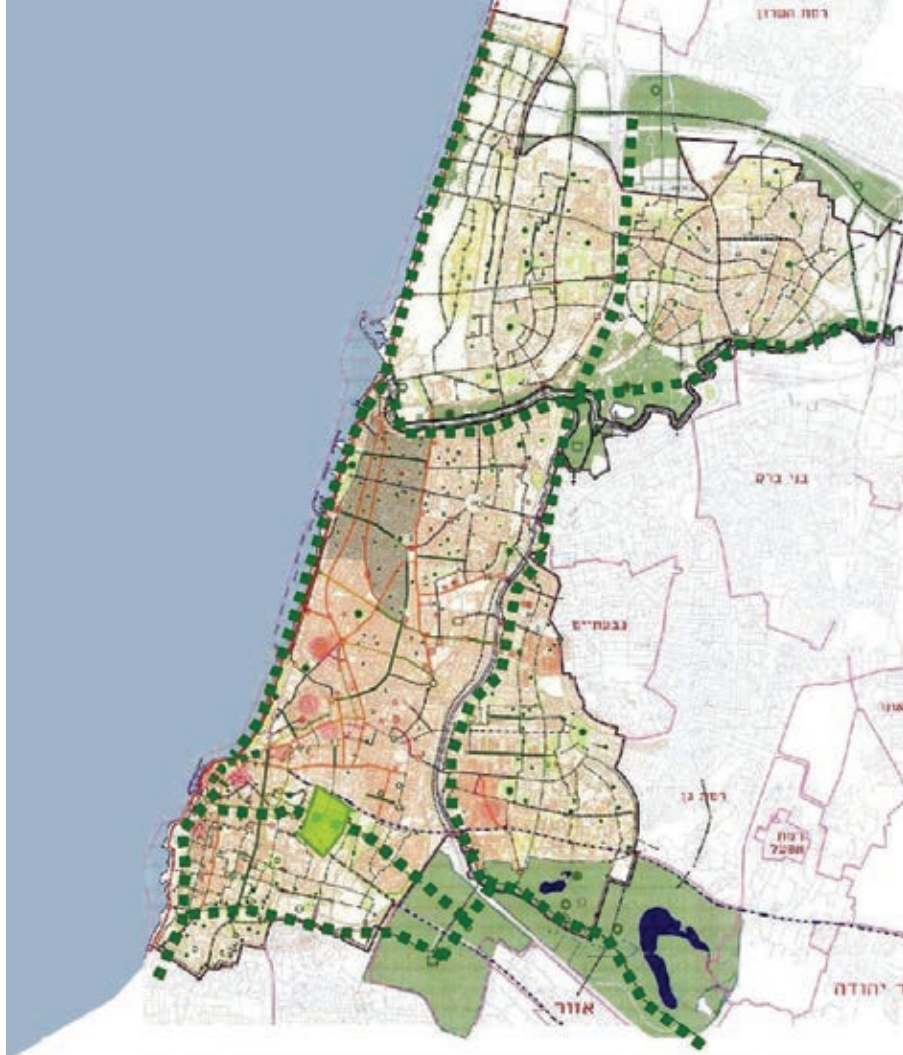 רמת השרון
בני ברק
גבעתיים
רמת גן
רמת
אפעל
ר יהודה
אזור